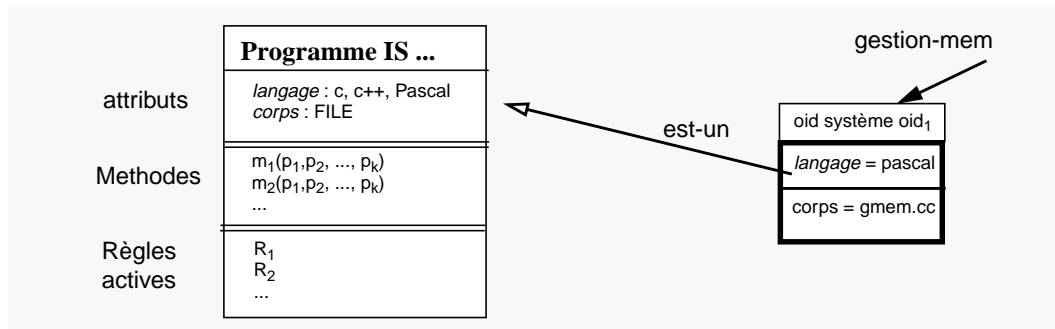 Programme IS ...
attributs
langage : c, c++, Pascal
corps : FILE
Methodes
m1(p1,p2, ..., pk)
m2(p1,p2, ..., pk)
...
Règles
actives
R1
R2
...
est-un
gestion-mem
oid système oid1
langage = pascal
corps = gmem.cc